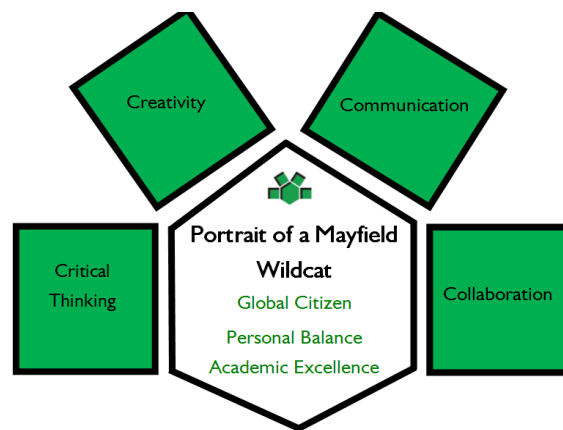 Creativity
Communication
Portrait of a Mayfield
Wildcat
Global Citizen
Personal Balance
Academic Excellence
Critical
Thinking
Collaboration